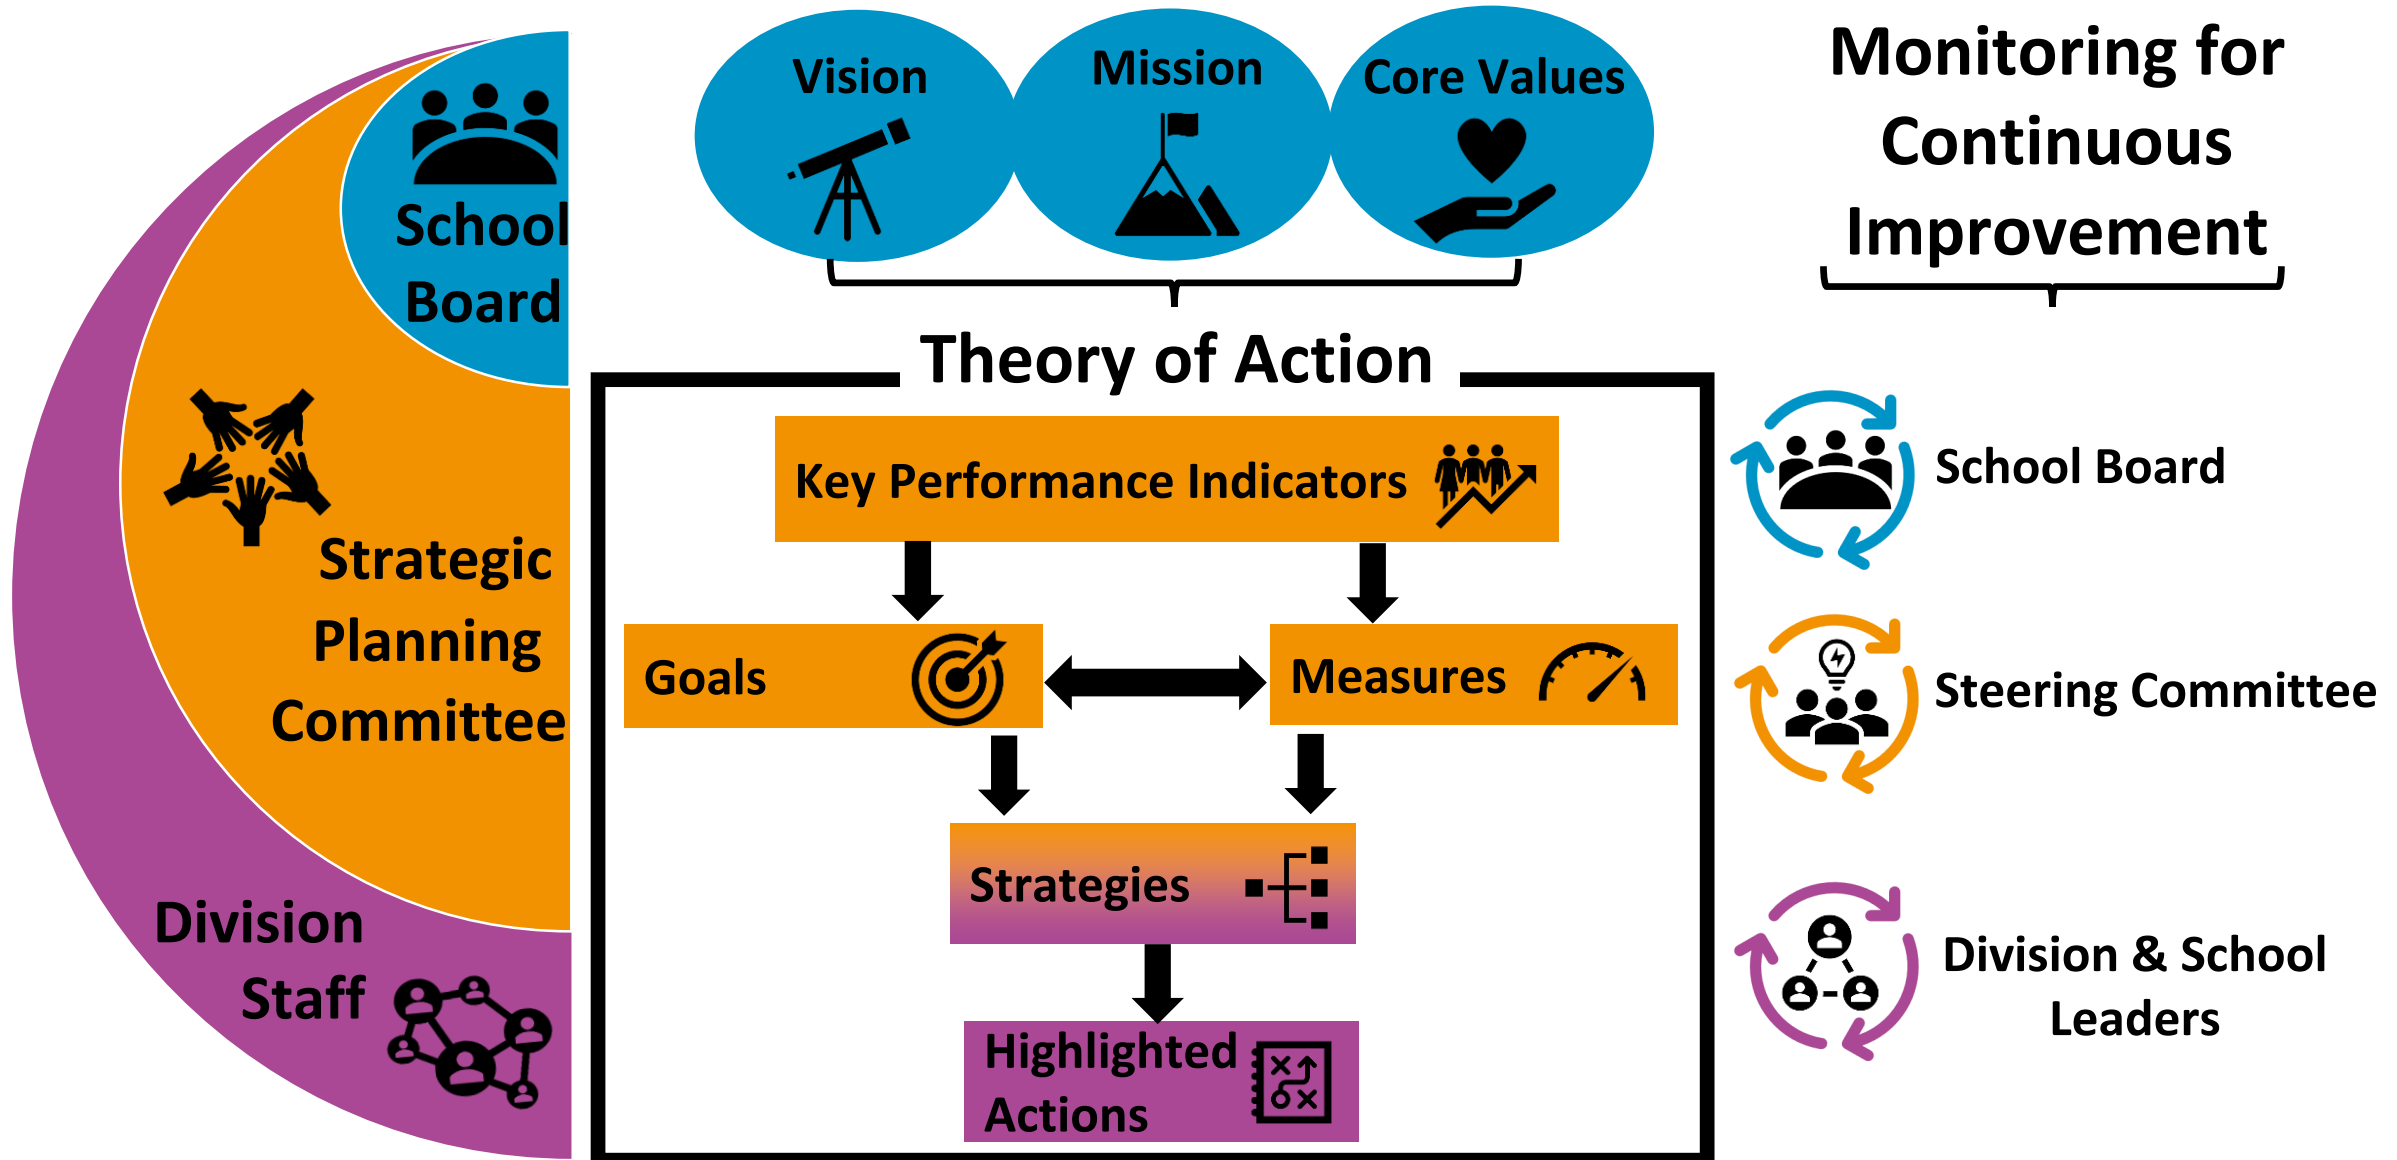 School
Board
Strategic
Planning
Committee
Division
Staff
Vision
Mission
Core Values
Theory of Action
Key Performance Indicators
Goals
Measures
Strategies
Highlighted
Actions
Monitoring for
Continuous
Improvement
School Board
Steering Committee
Division & School
Leaders